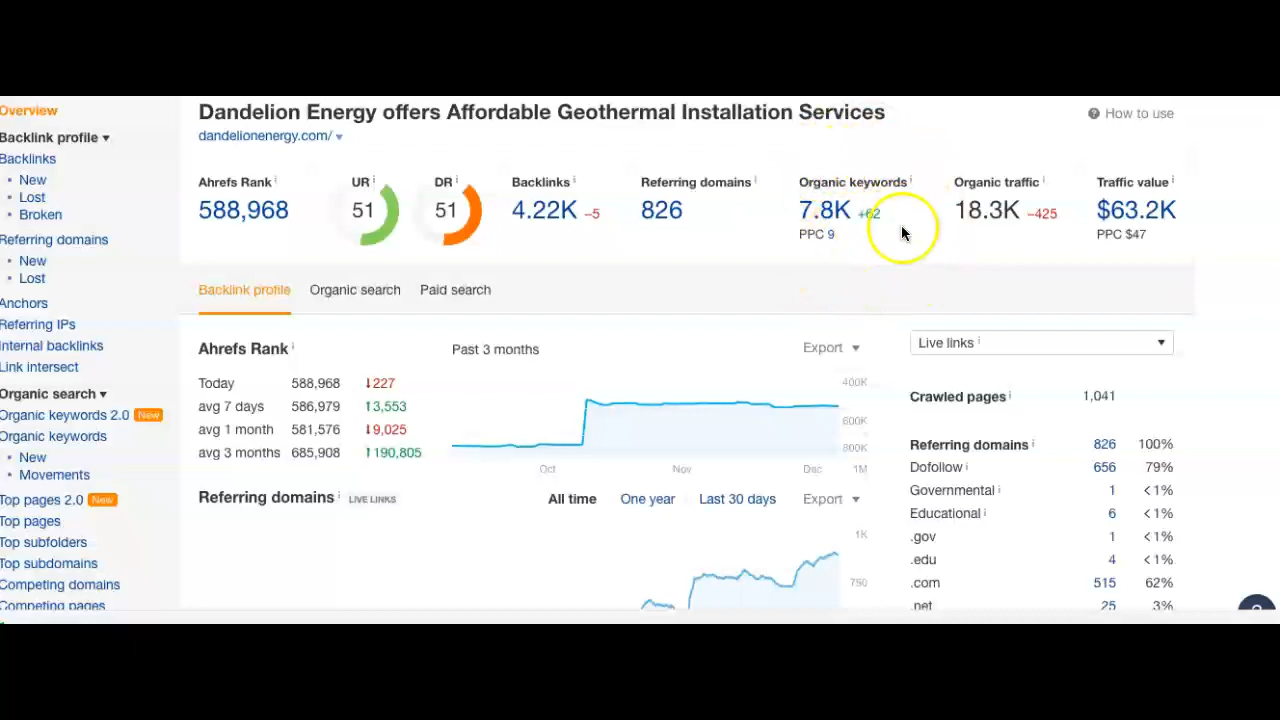 Overview
Backlink profile ▾
Backlinks
• New
• Lost
• Broken
Referring domains
• New
• Lost
Anchors
Referring IPs
Internal backlinks
Link intersect
Organic search ▾
Organic keywords 2.0 New
Organic keywords
• New
• Movements
Top pages 2.0 New
Top pages
Top subfolders
Top subdomains
Competing domains
Competing pages
Dandelion Energy offers Affordable Geothermal Installation Services
dandelionenergy.com/ ▾
? How to use
Ahrefs Rank i UR i DR i Backlinks i Referring domains i Organic keywords i Organic traffic i Traffic value i
588,968 51 51 4.22K –5 826 7.8K +62 18.3K –425 $63.2K
PPC 9 PPC $47
Backlink profile Organic search Paid search
Ahrefs Rank i Past 3 months Export ▾
Today 588,968 ↓227
avg 7 days 586,979 ↑3,553
avg 1 month 581,576 ↓9,025
avg 3 months 685,908 ↑190,805
400K
600K
800K
1M
Oct Nov Dec
Referring domains i LIVE LINKS All time One year Last 30 days Export ▾
1K
750
Live links i ▾
Crawled pages i 1,041
Referring domains i 826 100%
Dofollow i 656 79%
Governmental i 1 <1%
Educational i 6 <1%
.gov 1 <1%
.edu 4 <1%
.com 515 62%
.net 25 3%
?